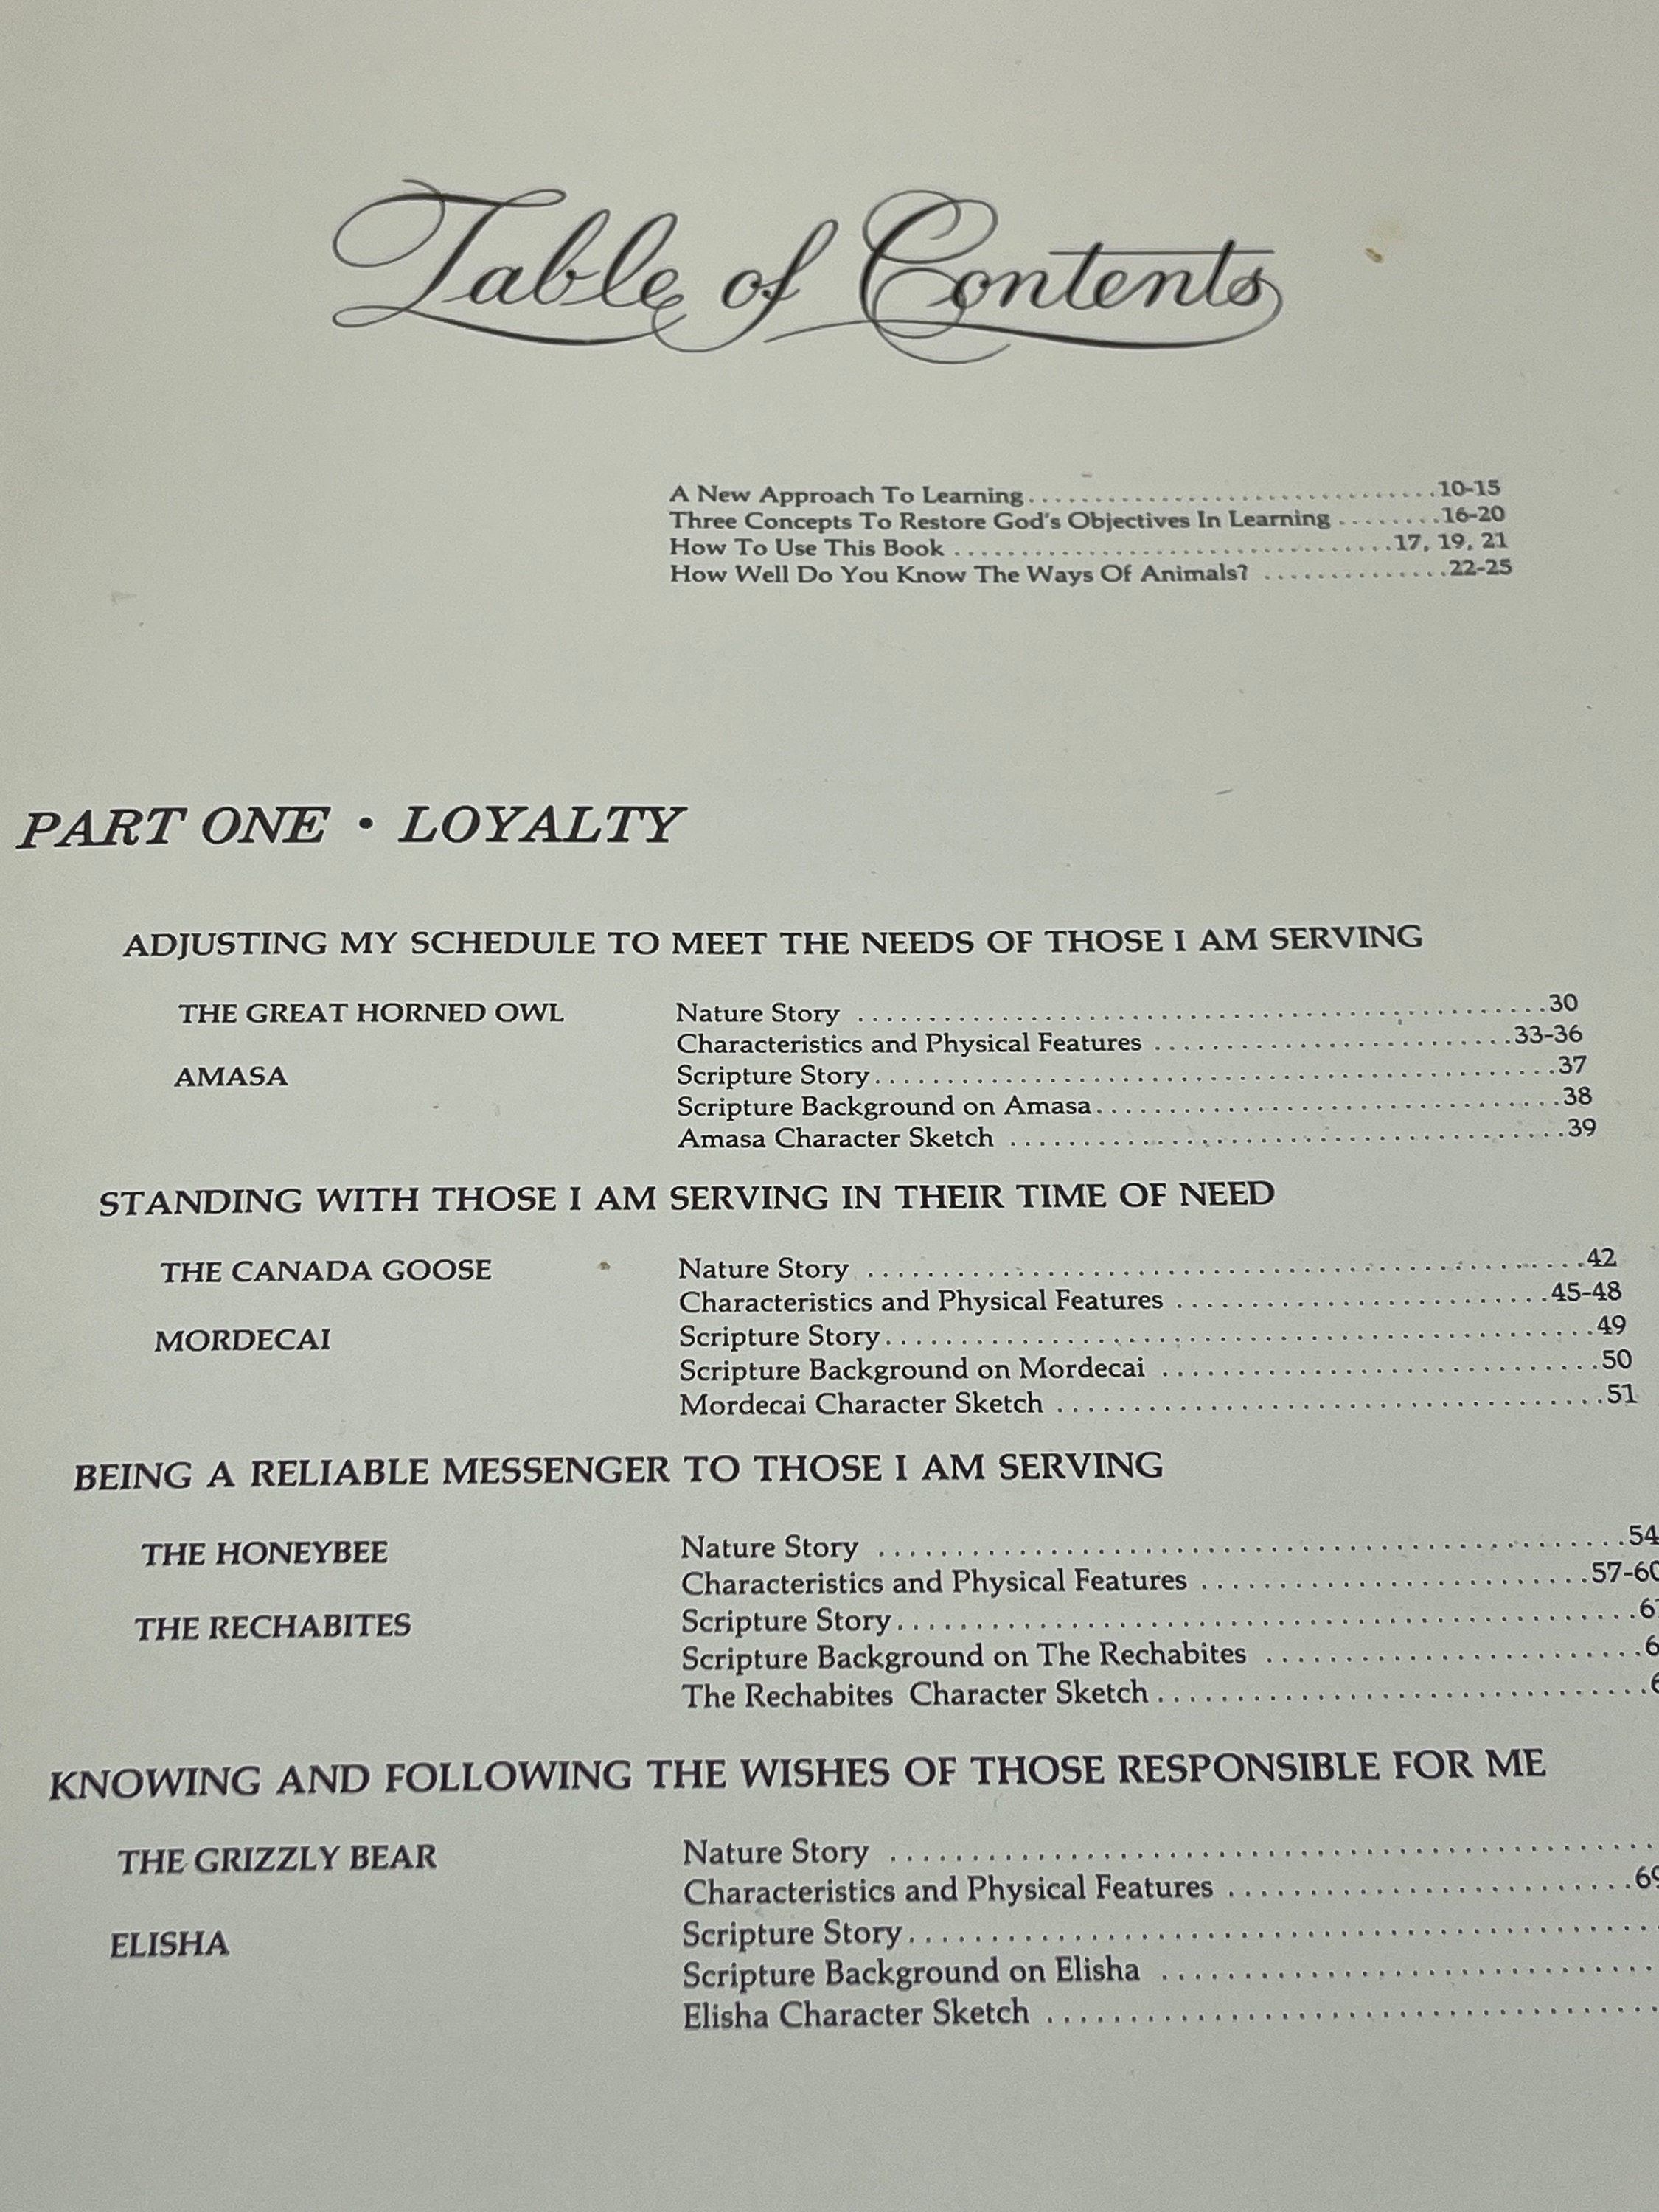 Table of Contents
A New Approach To Learning ..............................10-15
Three Concepts To Restore God's Objectives In Learning ........16-20
How To Use This Book ................................17, 19, 21
How Well Do You Know The Ways Of Animals? ..............22-25
PART ONE • LOYALTY
ADJUSTING MY SCHEDULE TO MEET THE NEEDS OF THOSE I AM SERVING
THE GREAT HORNED OWL Nature Story ................................................30
Characteristics and Physical Features .........................33-36
AMASA Scripture Story ................................................37
Scripture Background on Amasa .................................38
Amasa Character Sketch .......................................39
STANDING WITH THOSE I AM SERVING IN THEIR TIME OF NEED
THE CANADA GOOSE Nature Story ................................................42
Characteristics and Physical Features .........................45-48
MORDECAI Scripture Story ................................................49
Scripture Background on Mordecai ...............................50
Mordecai Character Sketch .....................................51
BEING A RELIABLE MESSENGER TO THOSE I AM SERVING
THE HONEYBEE Nature Story ................................................54
Characteristics and Physical Features .........................57-60
THE RECHABITES Scripture Story ................................................
Scripture Background on The Rechabites ..........................
The Rechabites Character Sketch ................................
KNOWING AND FOLLOWING THE WISHES OF THOSE RESPONSIBLE FOR ME
THE GRIZZLY BEAR Nature Story ................................................
Characteristics and Physical Features .........................69
ELISHA Scripture Story ................................................
Scripture Background on Elisha ................................
Elisha Character Sketch .......................................